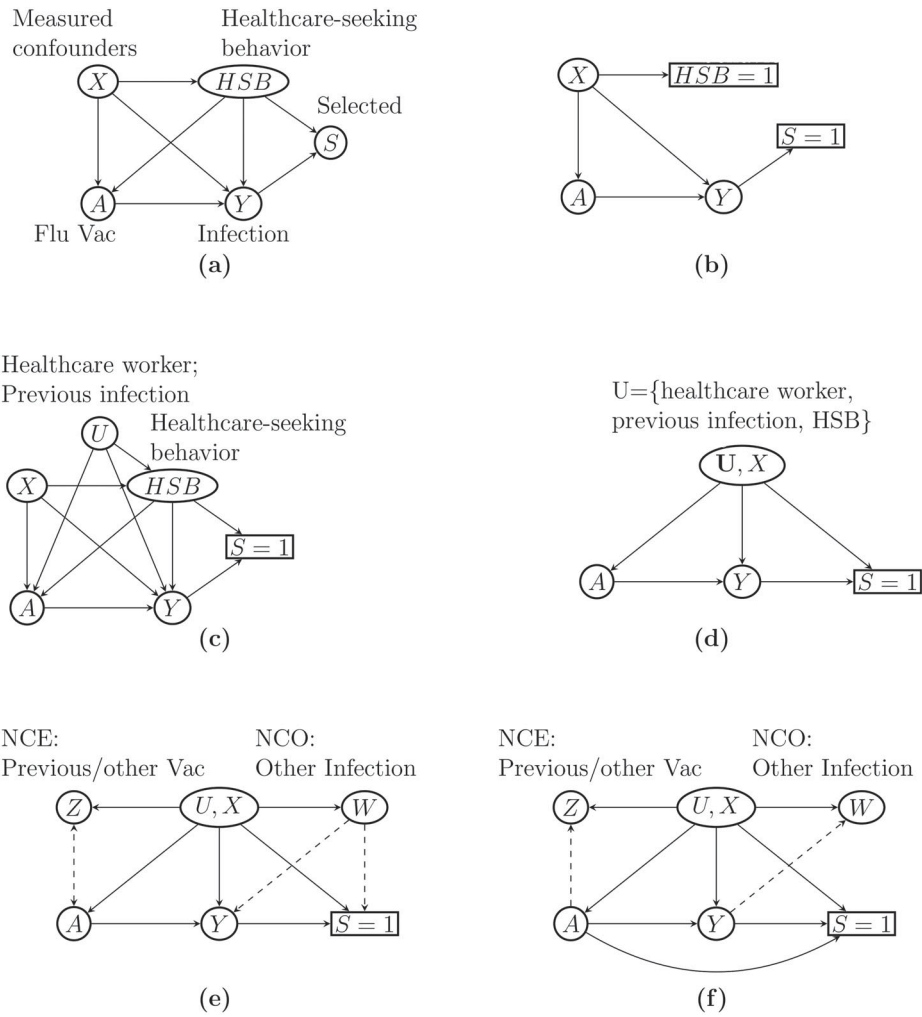 Measured
confounders
Healthcare-seeking
behavior
X
HSB
Selected
S
A
Y
Flu Vac
Infection
(a)
X
HSB = 1
S = 1
A
Y
(b)
Healthcare worker;
Previous infection
U
Healthcare-seeking
behavior
X
HSB
S = 1
A
Y
(c)
U={healthcare worker,
previous infection, HSB}
U, X
A
Y
S = 1
(d)
NCE:
Previous/other Vac
NCO:
Other Infection
Z
U, X
W
A
Y
S = 1
(e)
NCE:
Previous/other Vac
NCO:
Other Infection
Z
U, X
W
A
Y
S = 1
(f)